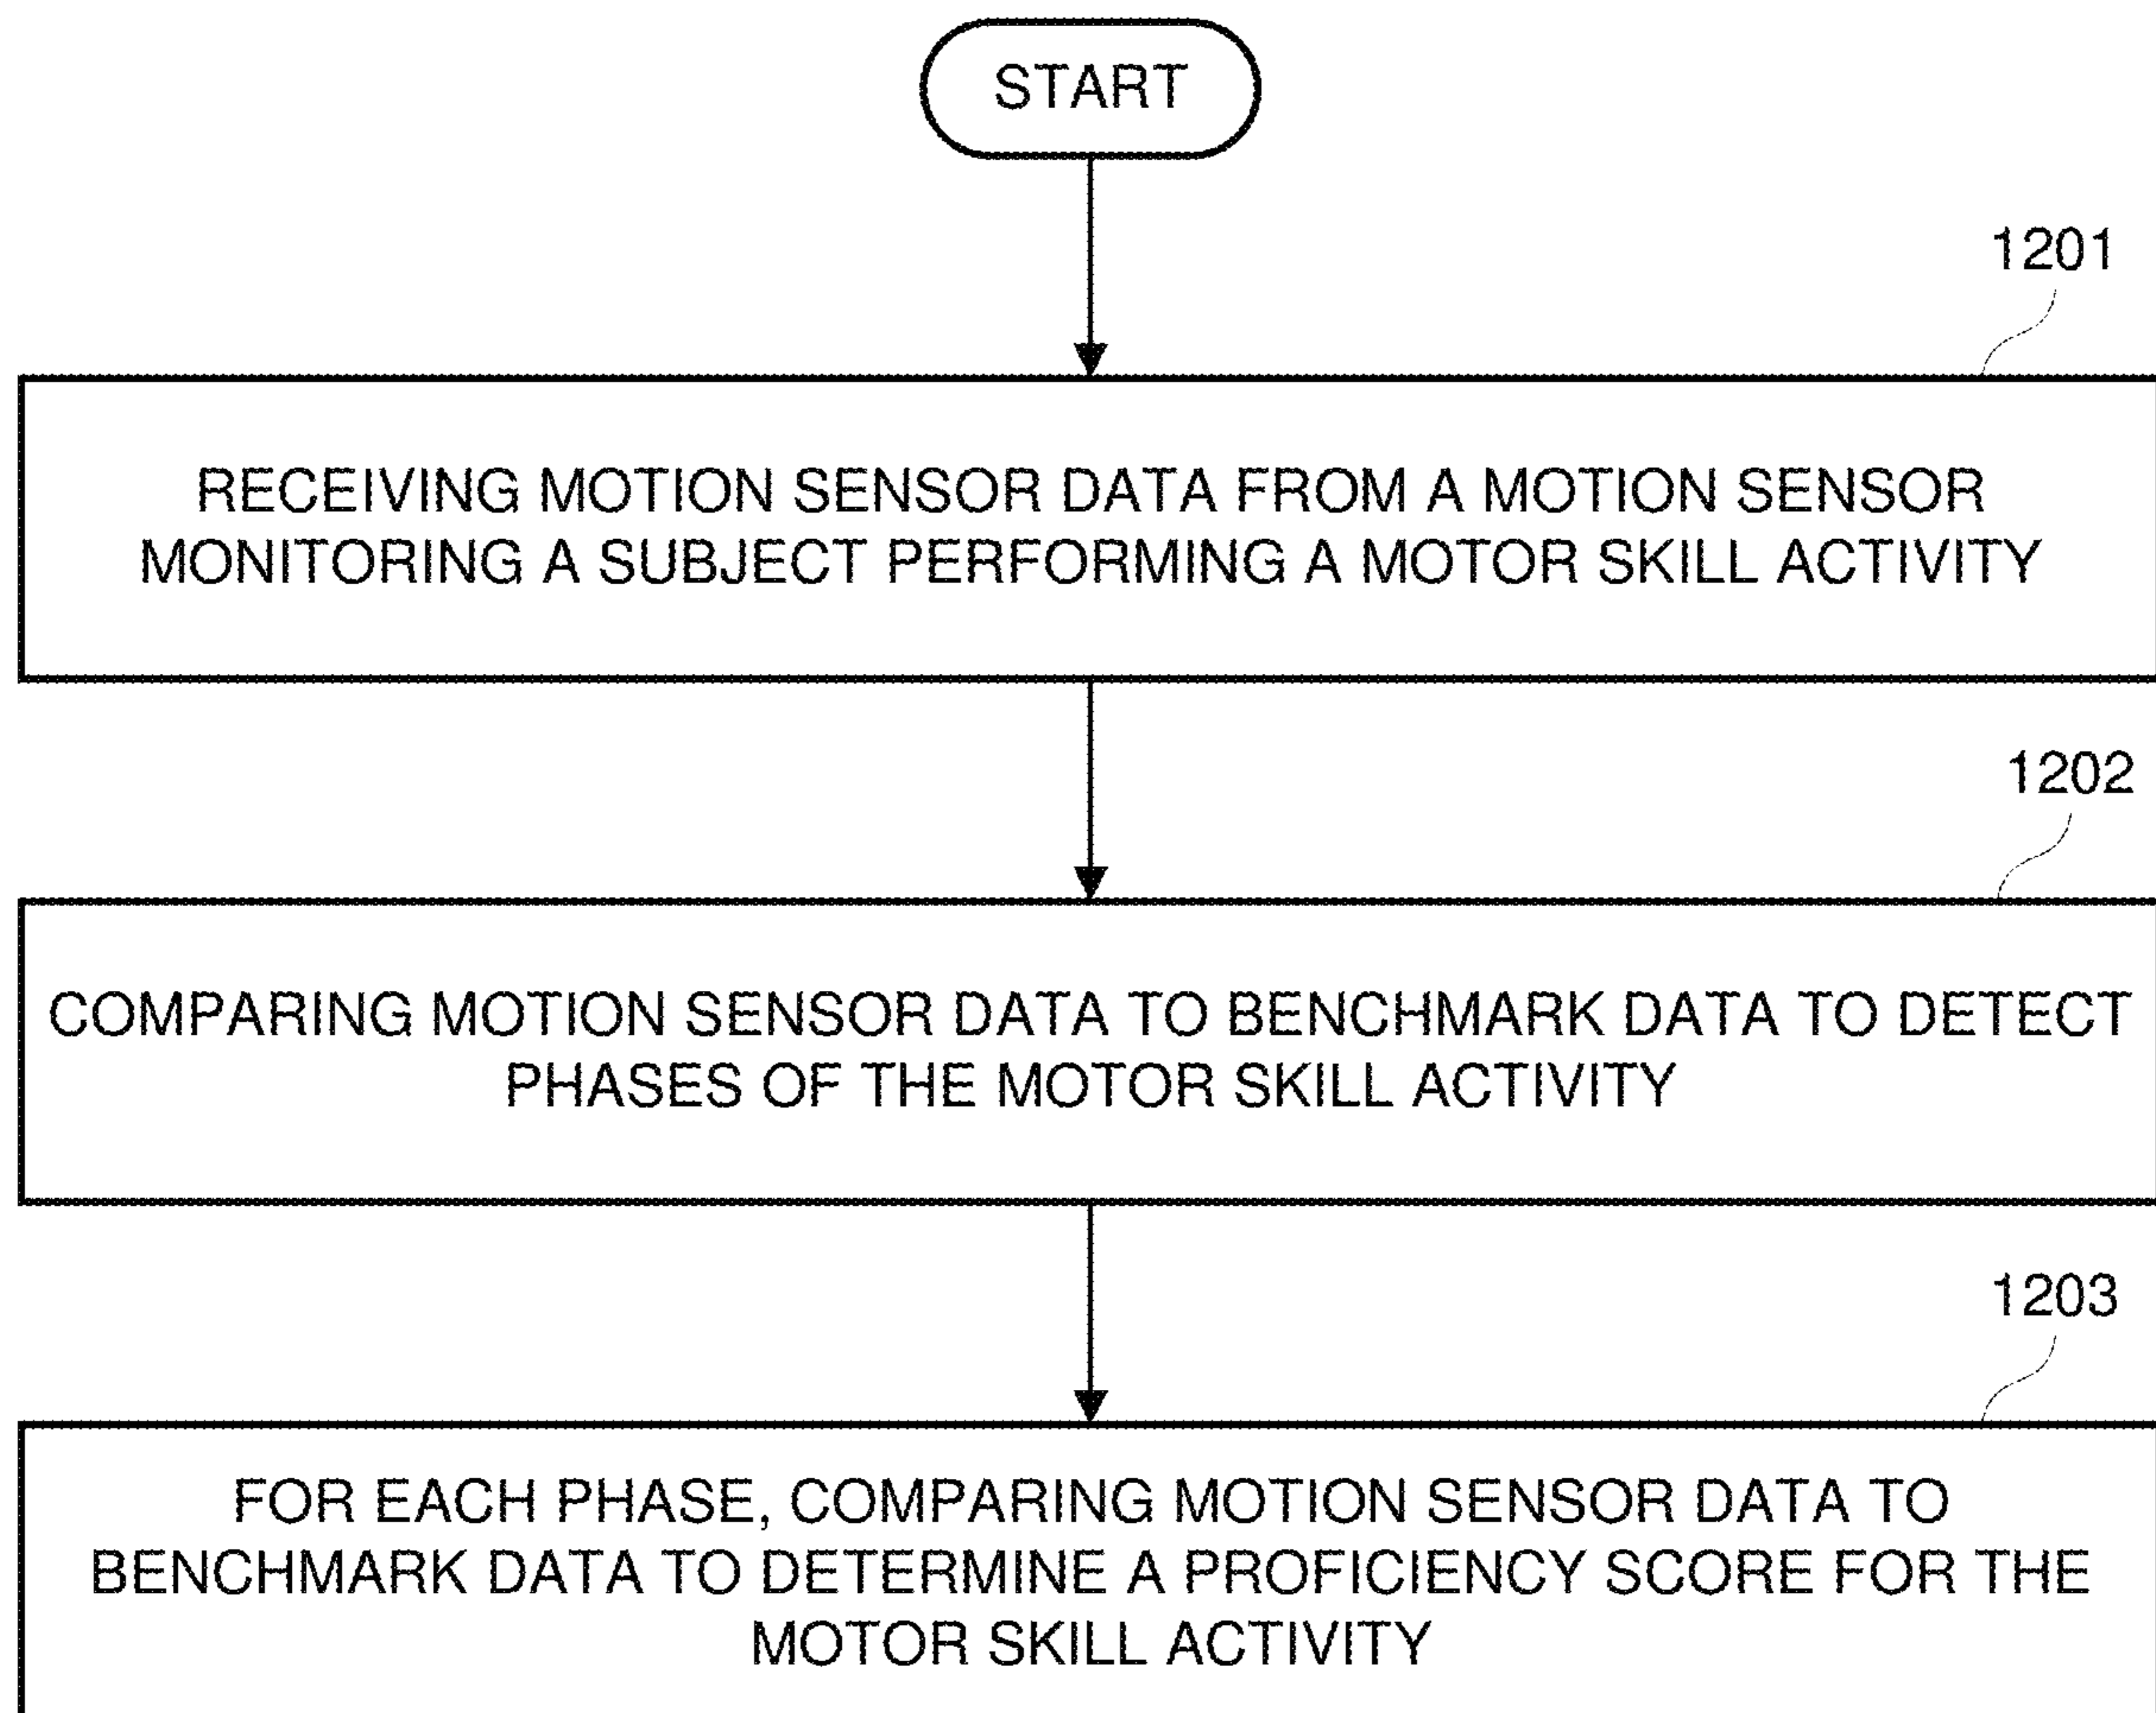 START
1201
RECEIVING MOTION SENSOR DATA FROM A MOTION SENSOR
MONITORING A SUBJECT PERFORMING A MOTOR SKILL ACTIVITY
1202
COMPARING MOTION SENSOR DATA TO BENCHMARK DATA TO DETECT
PHASES OF THE MOTOR SKILL ACTIVITY
1203
FOR EACH PHASE, COMPARING MOTION SENSOR DATA TO
BENCHMARK DATA TO DETERMINE A PROFICIENCY SCORE FOR THE
MOTOR SKILL ACTIVITY